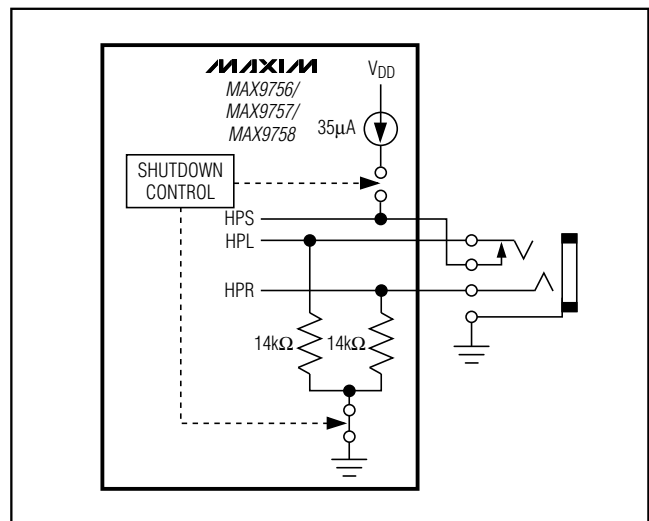 MAXIM
MAX9756/
MAX9757/
MAX9758
VDD
35μA
SHUTDOWN
CONTROL
HPS
HPL
HPR
14kΩ 14kΩ